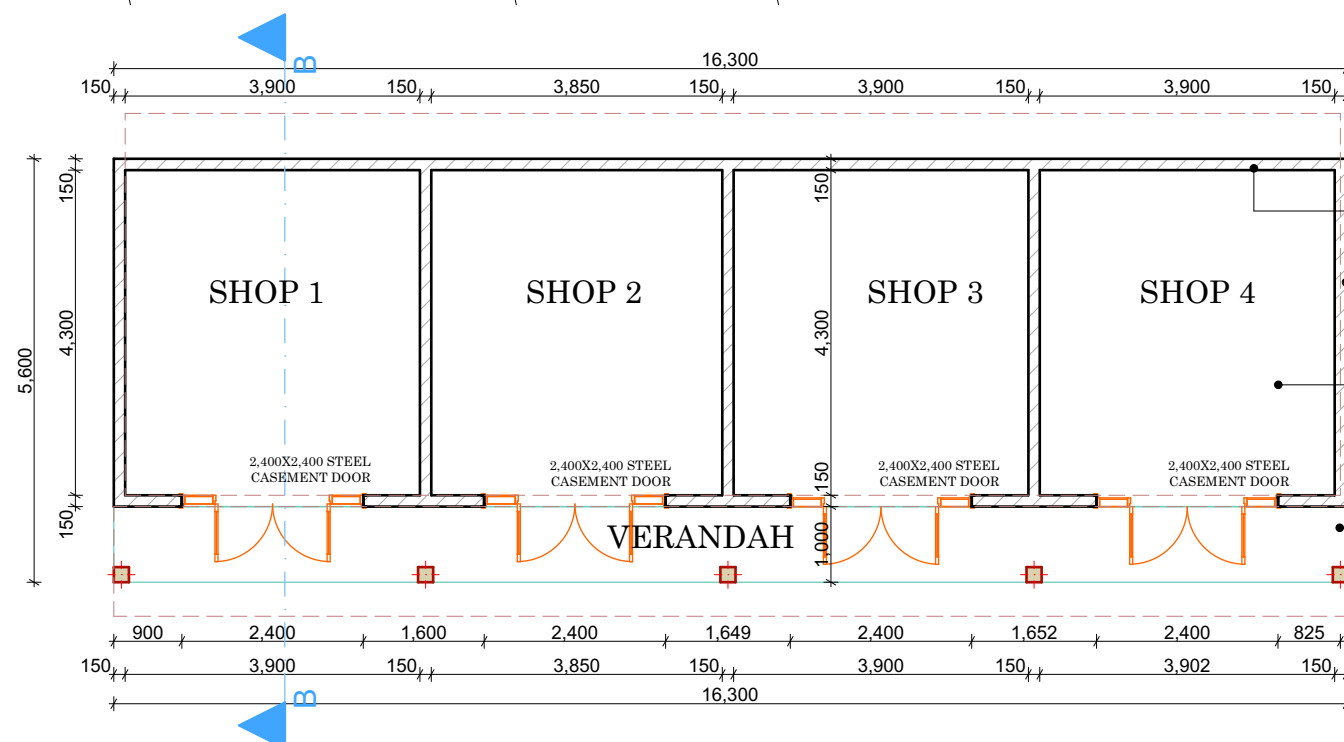 B
16,300
150 3,900 150 3,850 150 3,900 150 3,900 150
150
150
SHOP 1 SHOP 2 SHOP 3 SHOP 4
5,600
4,300
4,300
2,400X2,400 STEEL
CASEMENT DOOR
2,400X2,400 STEEL
CASEMENT DOOR
2,400X2,400 STEEL
CASEMENT DOOR
2,400X2,400 STEEL
CASEMENT DOOR
150
150
VERANDAH
1,000
900 2,400 1,600 2,400 1,649 2,400 1,652 2,400 825
150 3,900 150 3,850 150 3,900 150 3,902 150
16,300
B